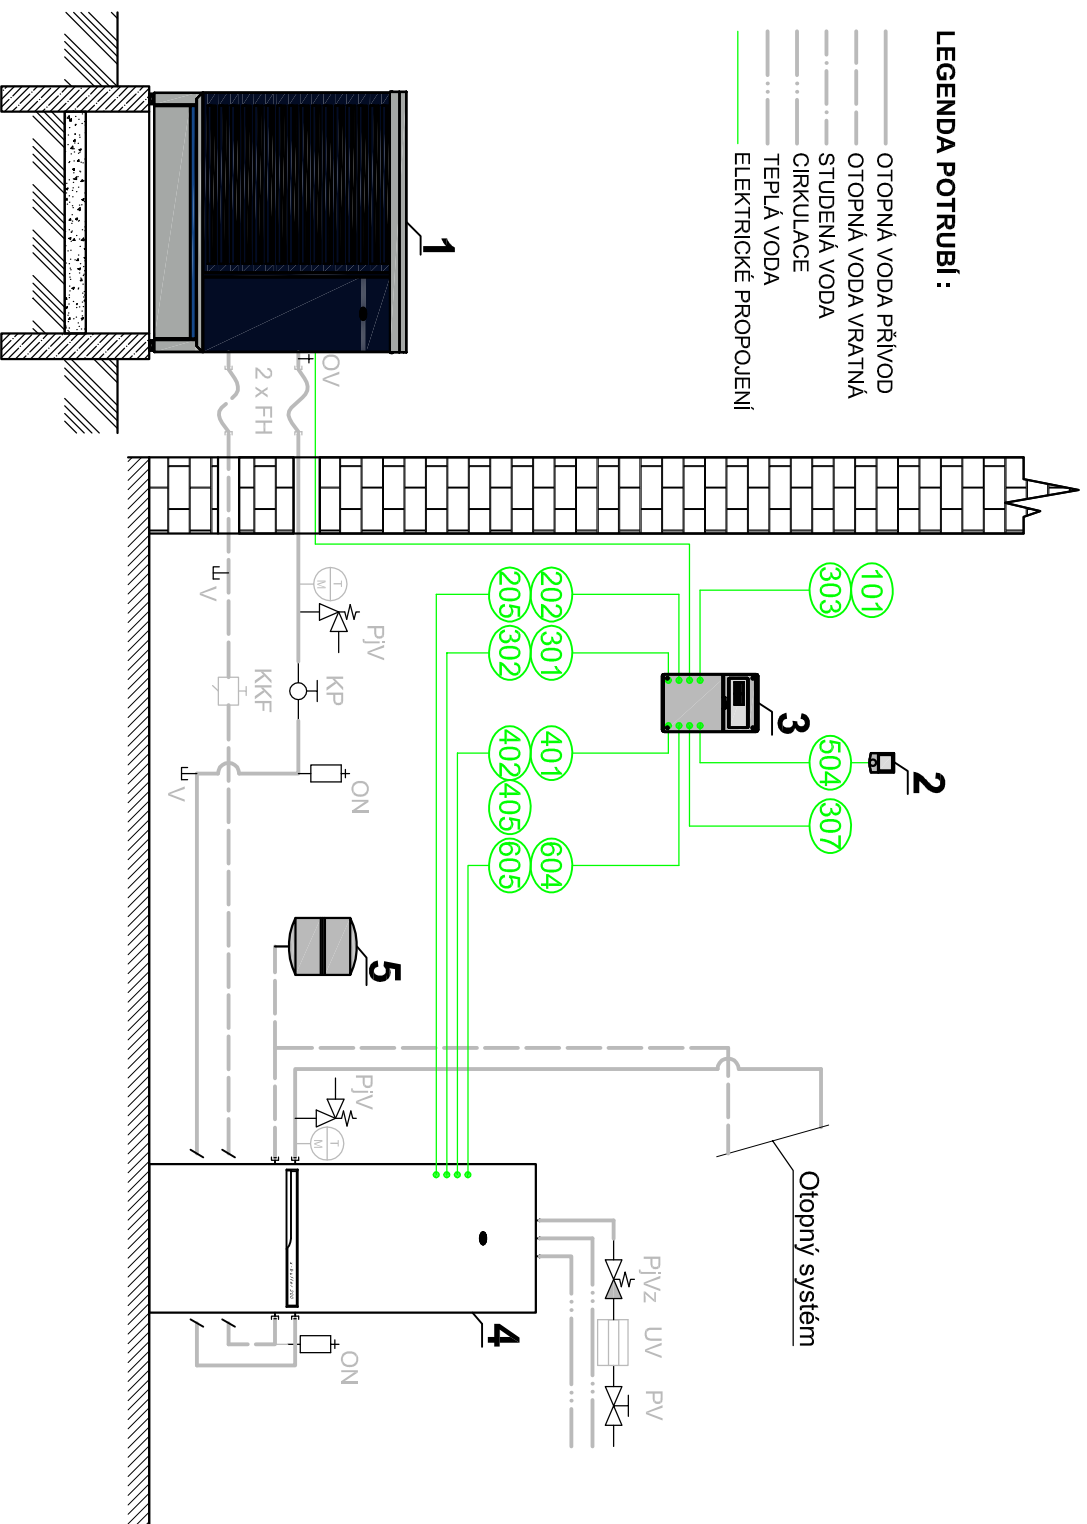 LEGENDA POTRUBÍ :
OTOPNÁ VODA PŘÍVOD
OTOPNÁ VODA VRATNÁ
STUDENÁ VODA
CIRKULACE
TEPLÁ VODA
ELEKTRICKÉ PROPOJENÍ
1
OV
2 x FH
101
303
202
205
301
302
3
2
504
307
401
402
405
604
605
T
M
PjV
V
KKF
KP
ON
V
5
PjV
T
M
Otopný systém
4
PjVz
UV
PV
ON